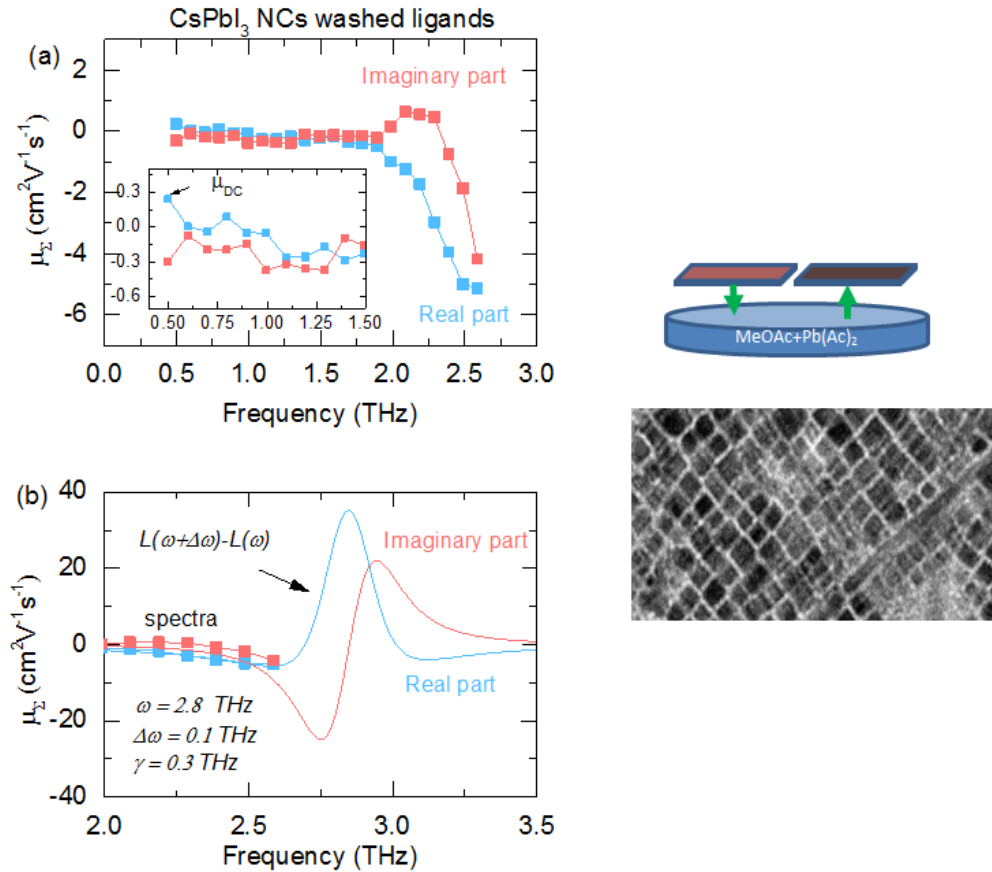 CsPbI₃ NCs washed ligands
(a)
Imaginary part
Real part
μ_Σ (cm²V⁻¹s⁻¹)
2
0
-2
-4
-6
μ_DC
0.3
0.0
-0.3
-0.6
0.50 0.75 1.00 1.25 1.50
0.0 0.5 1.0 1.5 2.0 2.5 3.0
Frequency (THz)
MeOAc+Pb(Ac)₂
(b)
μ_Σ (cm²V⁻¹s⁻¹)
40
20
0
-20
-40
L(ω+Δω)-L(ω)
Imaginary part
spectra
Real part
ω = 2.8 THz
Δω = 0.1 THz
γ = 0.3 THz
2.0 2.5 3.0 3.5
Frequency (THz)